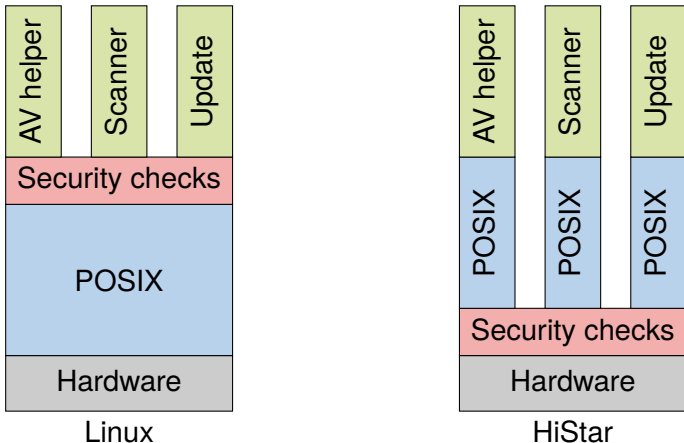 AV helper
Scanner
Update
Security checks
POSIX
Hardware
Linux
AV helper
Scanner
Update
POSIX
POSIX
POSIX
Security checks
Hardware
HiStar